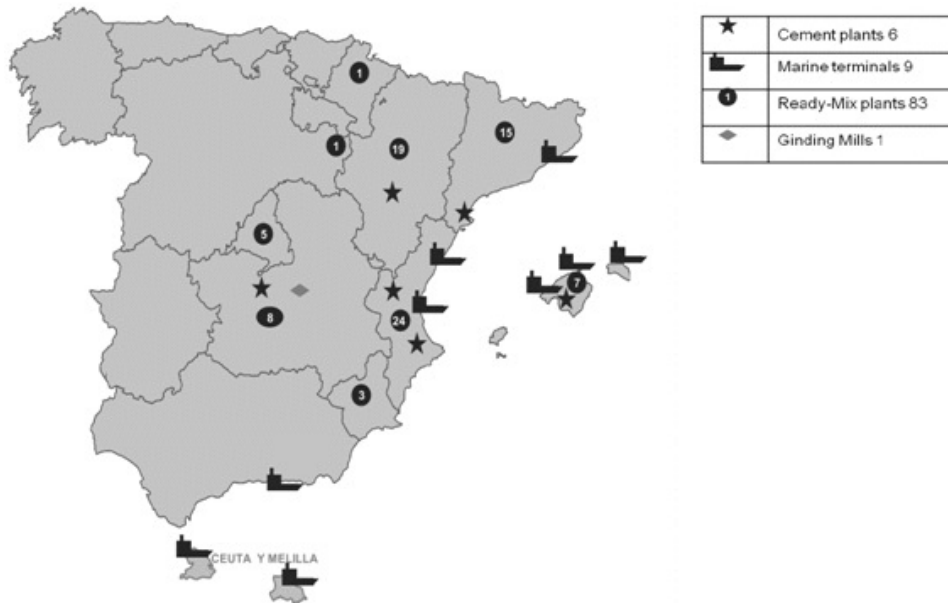 Cement plants 6
Marine terminals 9
1
Ready-Mix plants 83
Ginding Mills 1
1
1
19
15
5
7
8
24
3
CEUTA Y MELILLA